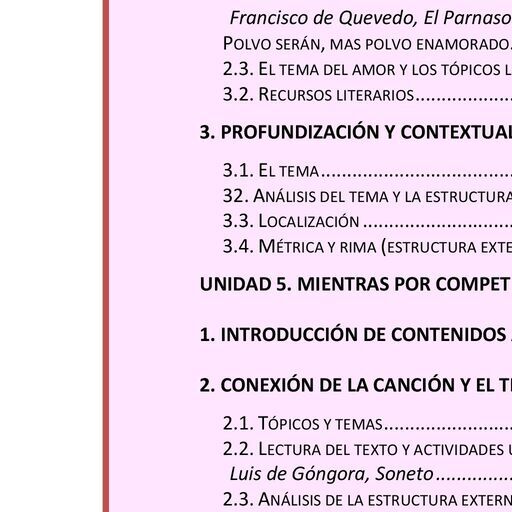 Francisco de Quevedo, El Parnaso
POLVO SERÁN, MAS POLVO ENAMORADO.
2.3. EL TEMA DEL AMOR Y LOS TÓPICOS
3.2. RECURSOS LITERARIOS
3. PROFUNDIZACIÓN Y CONTEXTUAL
3.1. EL TEMA
32. ANÁLISIS DEL TEMA Y LA ESTRUCTURA
3.3. LOCALIZACIÓN
3.4. MÉTRICA Y RIMA (ESTRUCTURA EXTE
UNIDAD 5. MIENTRAS POR COMPET
1. INTRODUCCIÓN DE CONTENIDOS
2. CONEXIÓN DE LA CANCIÓN Y EL T
2.1. TÓPICOS Y TEMAS
2.2. LECTURA DEL TEXTO Y ACTIVIDADES
Luis de Góngora, Soneto
2.3. ANÁLISIS DE LA ESTRUCTURA EXTERN